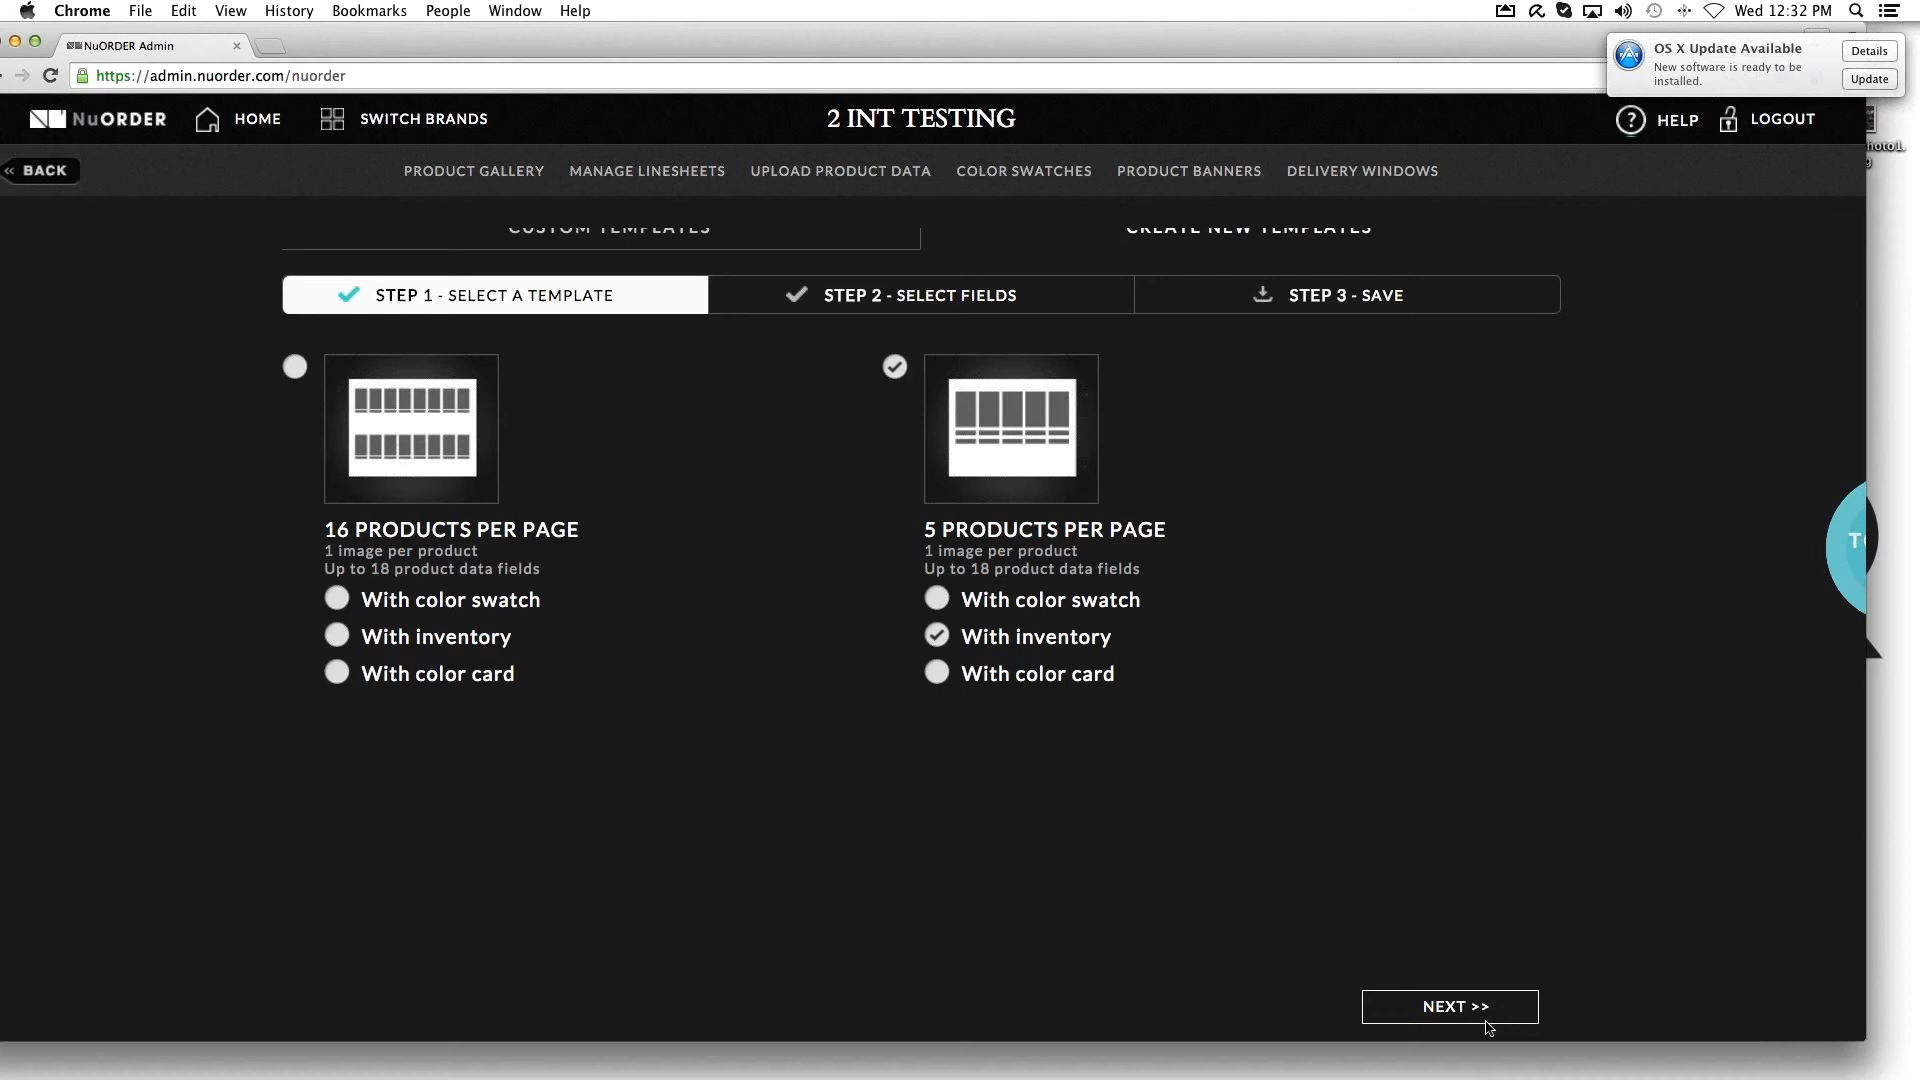 Chrome File Edit View History Bookmarks People Window Help Wed 12:32 PM
NuORDER Admin
OS X Update Available
New software is ready to be
installed.
Details
Update
https://admin.nuorder.com/nuorder
NuORDER HOME SWITCH BRANDS 2 INT TESTING ? HELP LOGOUT
« BACK PRODUCT GALLERY MANAGE LINESHEETS UPLOAD PRODUCT DATA COLOR SWATCHES PRODUCT BANNERS DELIVERY WINDOWS
CUSTOM TEMPLATES CREATE NEW TEMPLATES
STEP 1 - SELECT A TEMPLATE STEP 2 - SELECT FIELDS STEP 3 - SAVE
16 PRODUCTS PER PAGE
1 image per product
Up to 18 product data fields
With color swatch
With inventory
With color card
5 PRODUCTS PER PAGE
1 image per product
Up to 18 product data fields
With color swatch
With inventory
With color card
NEXT >>